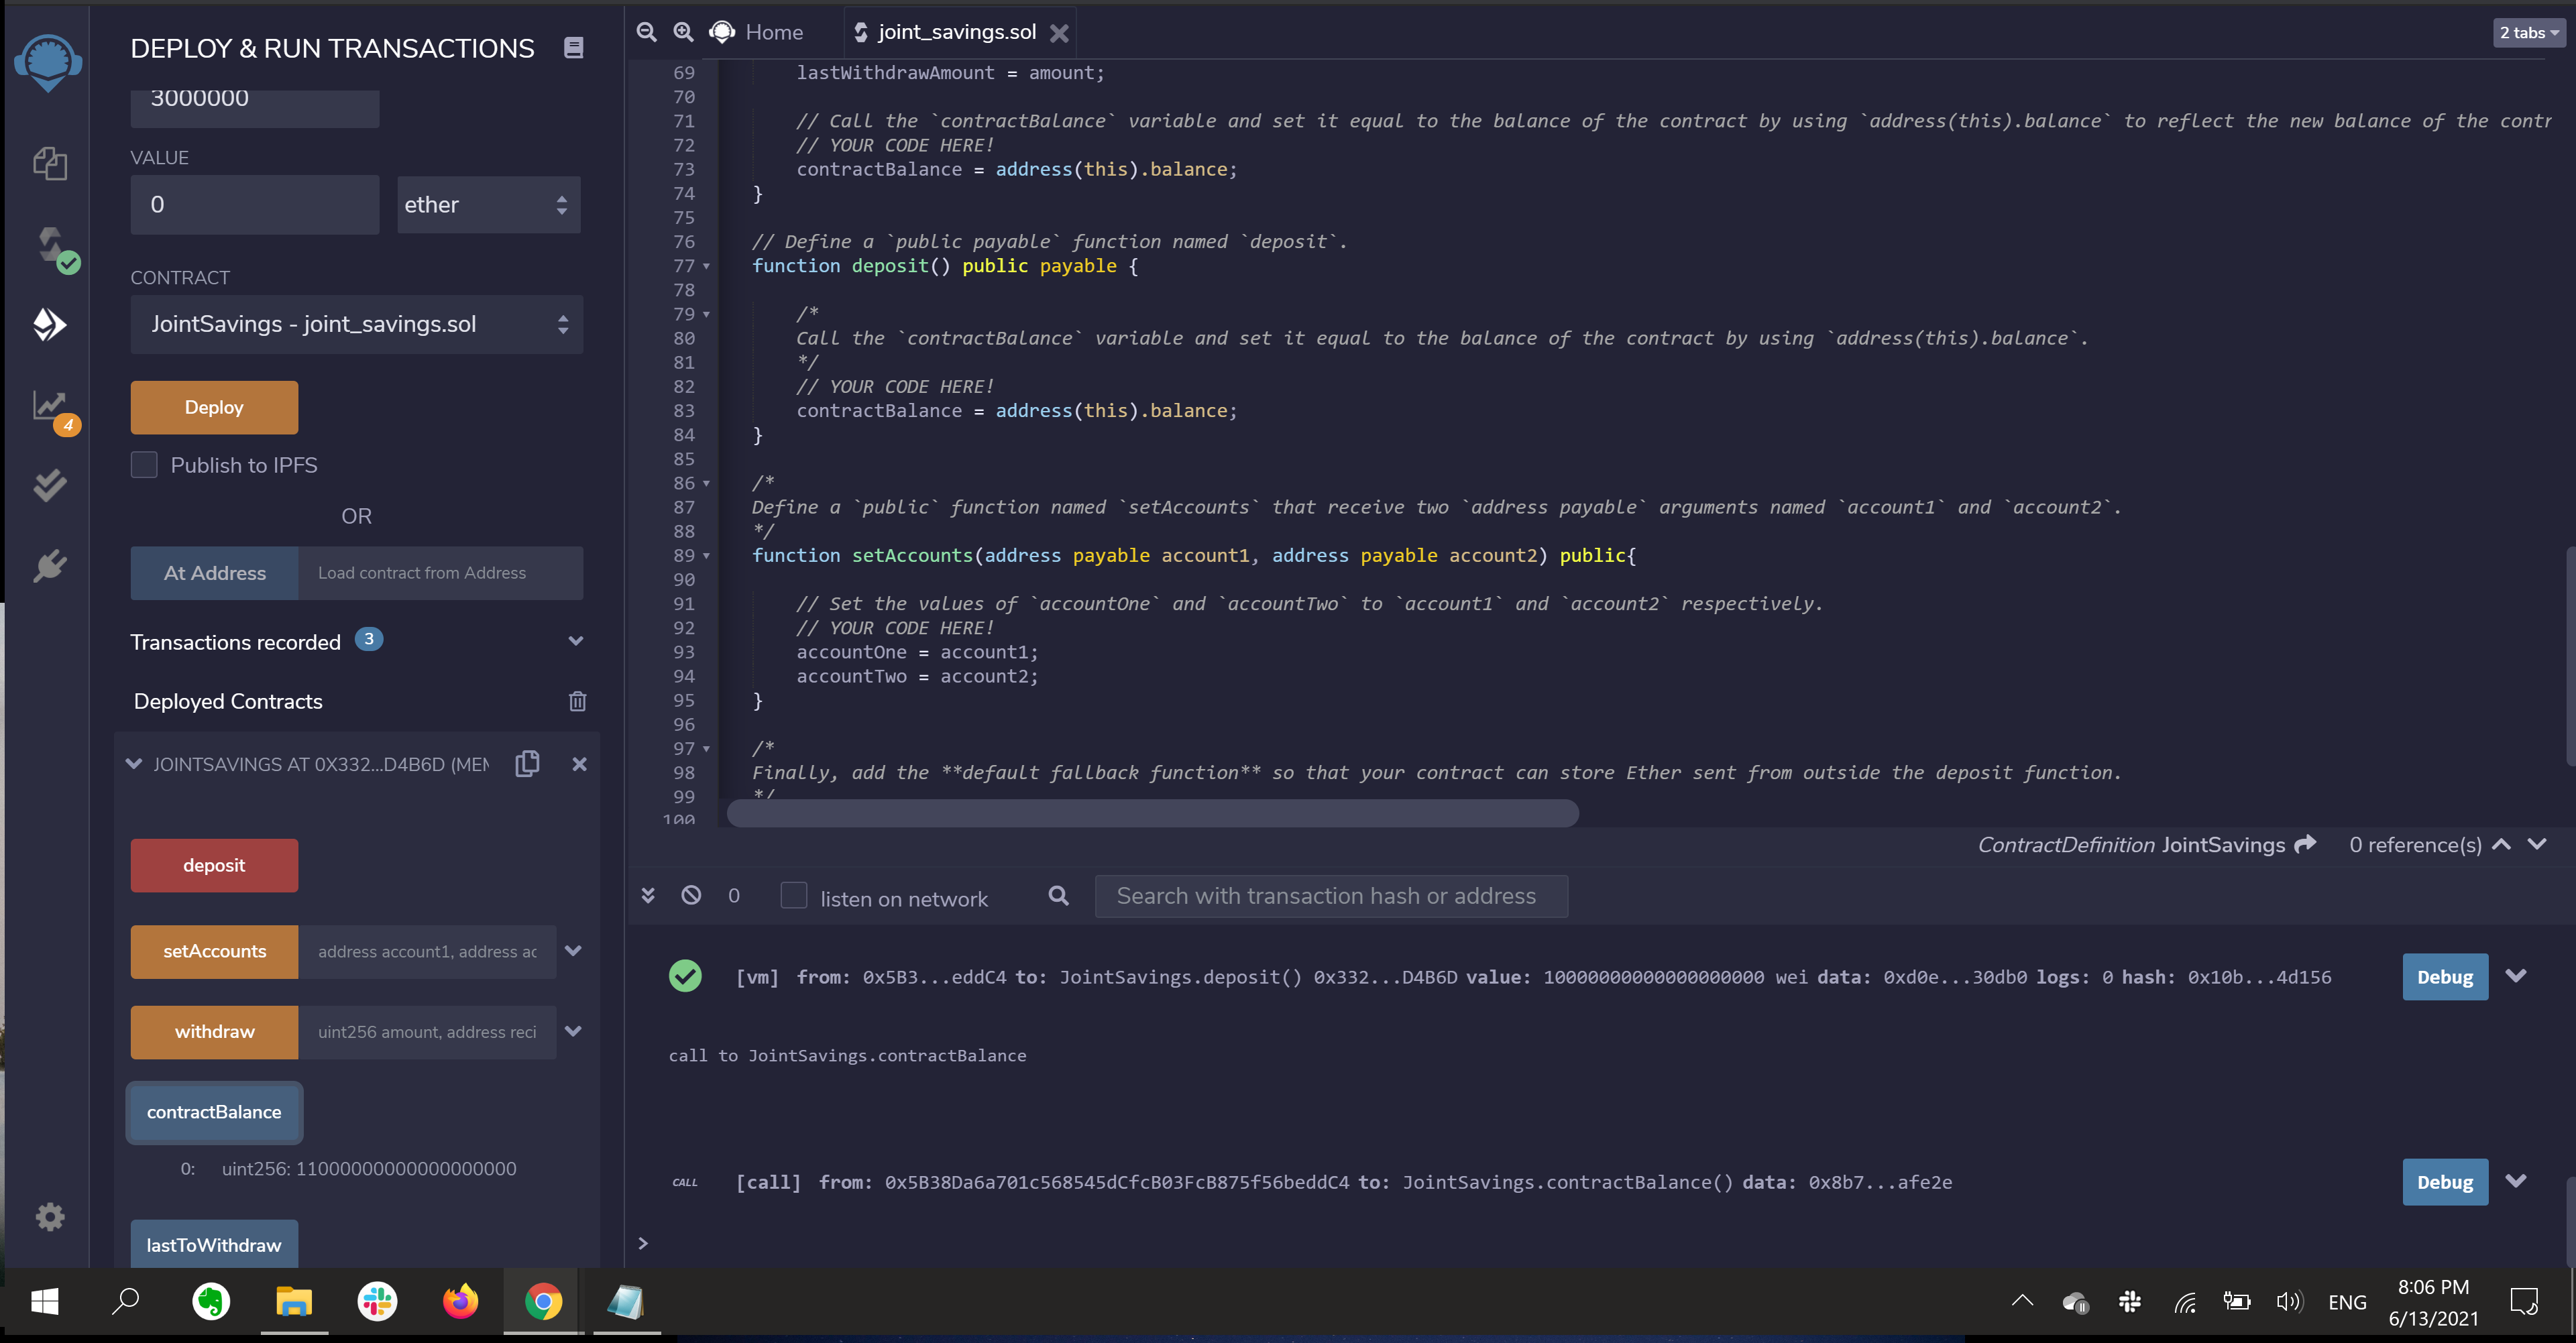 DEPLOY & RUN TRANSACTIONS
3000000
VALUE
0
ether
CONTRACT
JointSavings - joint_savings.sol
Deploy
Publish to IPFS
OR
At Address
Load contract from Address
Transactions recorded
3
Deployed Contracts
JOINTSAVINGS AT 0X332...D4B6D (MEM
deposit
setAccounts
address account1, address ac
withdraw
uint256 amount, address reci
contractBalance
0: uint256: 11000000000000000000
lastToWithdraw
4
Home
joint_savings.sol
2 tabs
69 lastWithdrawAmount = amount;
70
71 // Call the `contractBalance` variable and set it equal to the balance of the contract by using `address(this).balance` to reflect the new balance of the contr
72 // YOUR CODE HERE!
73 contractBalance = address(this).balance;
74 }
75
76 // Define a `public payable` function named `deposit`.
77 function deposit() public payable {
78
79 /*
80 Call the `contractBalance` variable and set it equal to the balance of the contract by using `address(this).balance`.
81 */
82 // YOUR CODE HERE!
83 contractBalance = address(this).balance;
84 }
85
86 /*
87 Define a `public` function named `setAccounts` that receive two `address payable` arguments named `account1` and `account2`.
88 */
89 function setAccounts(address payable account1, address payable account2) public{
90
91 // Set the values of `accountOne` and `accountTwo` to `account1` and `account2` respectively.
92 // YOUR CODE HERE!
93 accountOne = account1;
94 accountTwo = account2;
95 }
96
97 /*
98 Finally, add the **default fallback function** so that your contract can store Ether sent from outside the deposit function.
99 */
100
ContractDefinition JointSavings 0 reference(s)
0
listen on network
Search with transaction hash or address
[vm] from: 0x5B3...eddC4 to: JointSavings.deposit() 0x332...D4B6D value: 10000000000000000000 wei data: 0xd0e...30db0 logs: 0 hash: 0x10b...4d156
Debug
call to JointSavings.contractBalance
CALL [call] from: 0x5B38Da6a701c568545dCfcB03FcB875f56beddC4 to: JointSavings.contractBalance() data: 0x8b7...afe2e
Debug
>
ENG
8:06 PM
6/13/2021